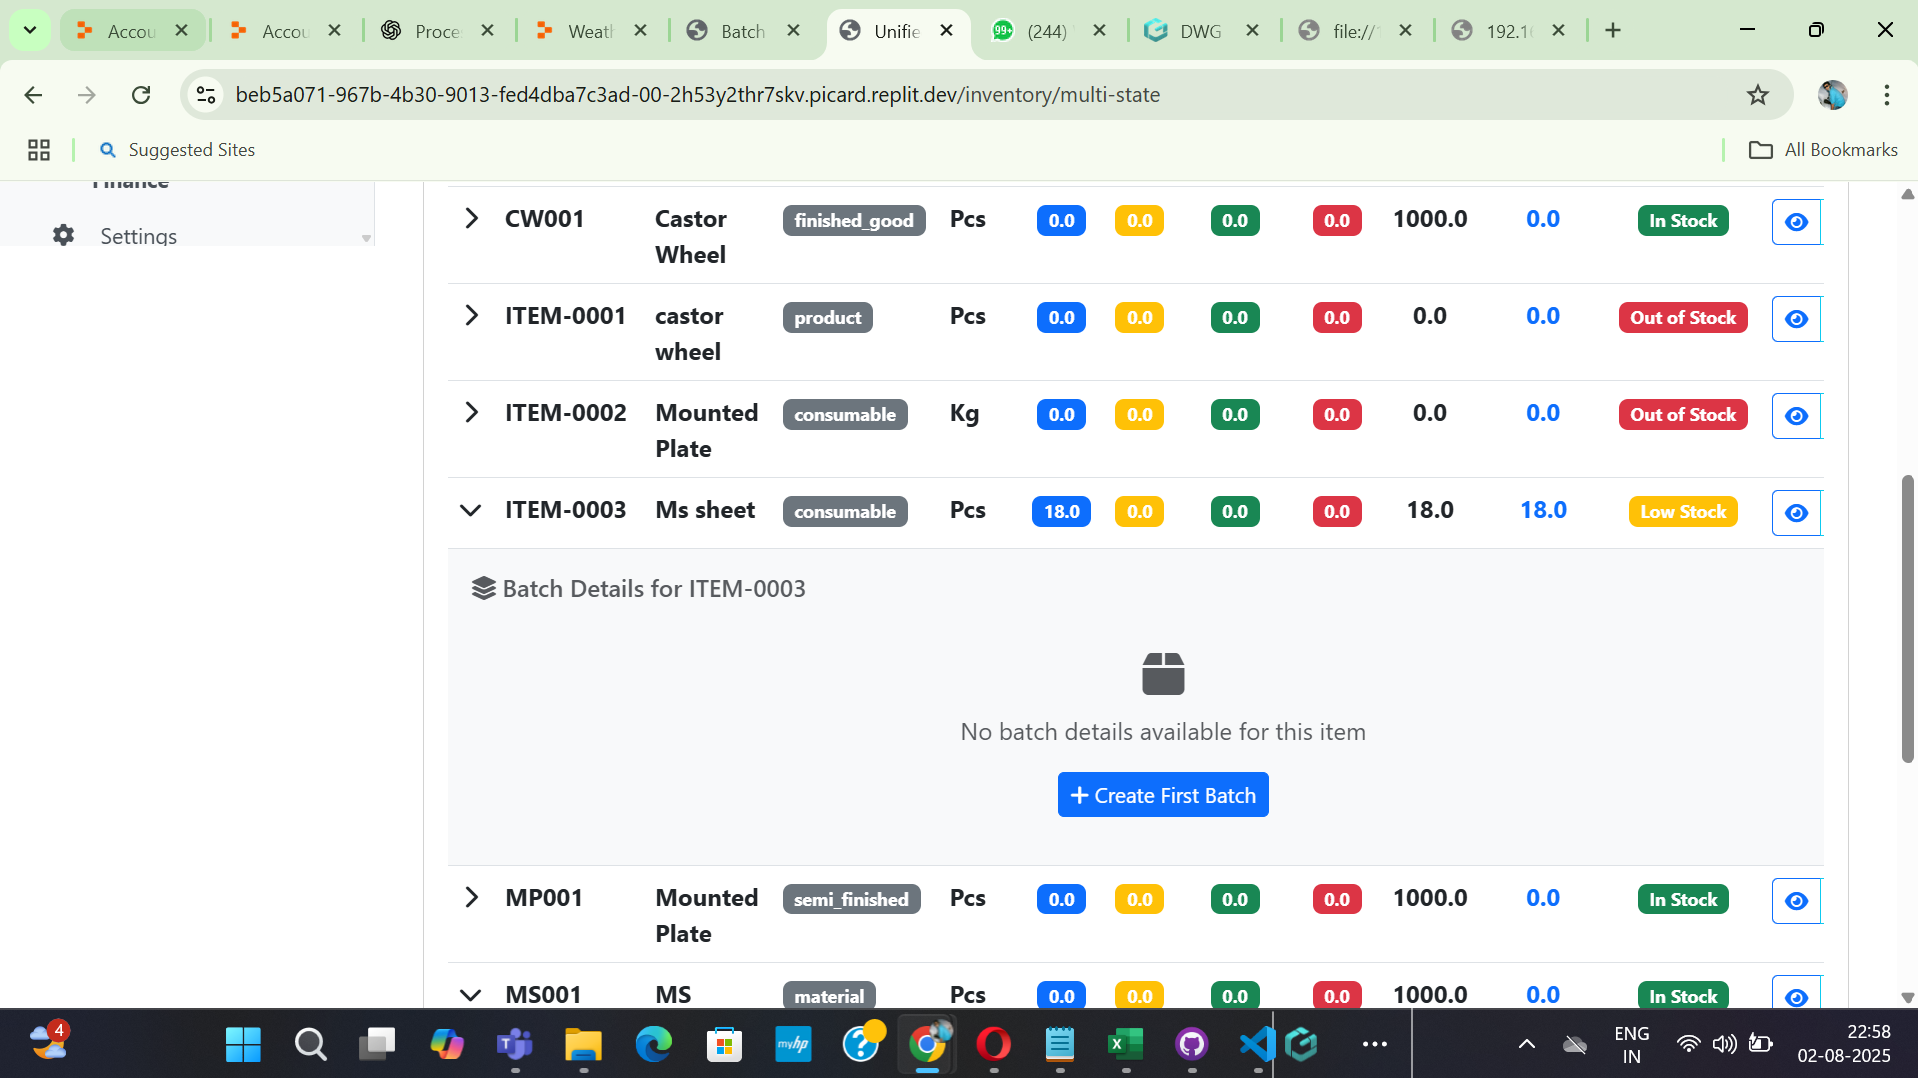 Accou
Accou
Proce
Weath
Batch
Unifie
(244)
DWG
file://
192.16
beb5a071-967b-4b30-9013-fed4dba7c3ad-00-2h53y2thr7skv.picard.replit.dev/inventory/multi-state
Suggested Sites
All Bookmarks
Finance
Settings
CW001 Castor Wheel finished_good Pcs 0.0 0.0 0.0 0.0 1000.0 0.0 In Stock
ITEM-0001 castor wheel product Pcs 0.0 0.0 0.0 0.0 0.0 0.0 Out of Stock
ITEM-0002 Mounted Plate consumable Kg 0.0 0.0 0.0 0.0 0.0 0.0 Out of Stock
ITEM-0003 Ms sheet consumable Pcs 18.0 0.0 0.0 0.0 18.0 18.0 Low Stock
Batch Details for ITEM-0003
No batch details available for this item
+ Create First Batch
MP001 Mounted Plate semi_finished Pcs 0.0 0.0 0.0 0.0 1000.0 0.0 In Stock
MS001 MS material Pcs 0.0 0.0 0.0 0.0 1000.0 0.0 In Stock
4
myhp
ENG
IN
22:58
02-08-2025